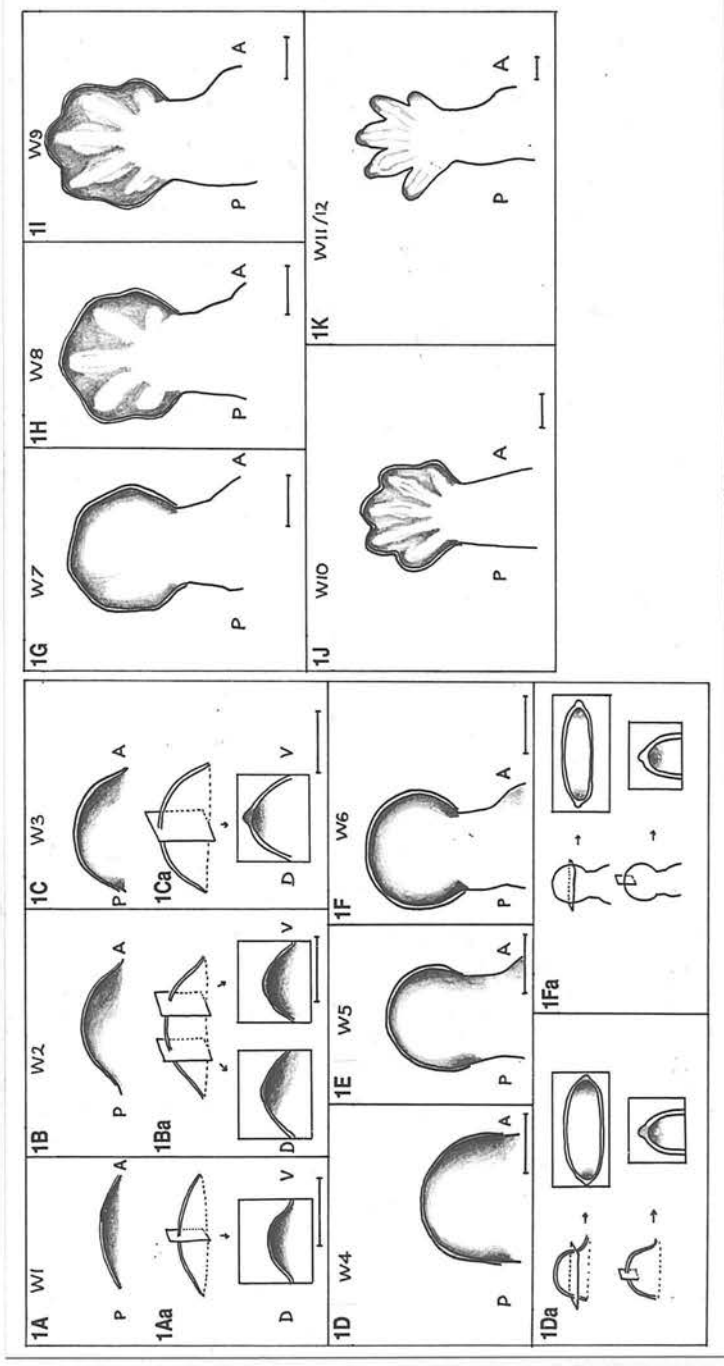 1A W1
P A
1Aa
D V
1B W2
P A
1Ba
D V
1C W3
P A
1Ca
D V
1D W4
P A
1E W5
P A
1F W6
P A
1Da
1Fa
1G W7
P A
1H W8
P A
1I W9
P A
1J W10
P A
1K W11/12
P A